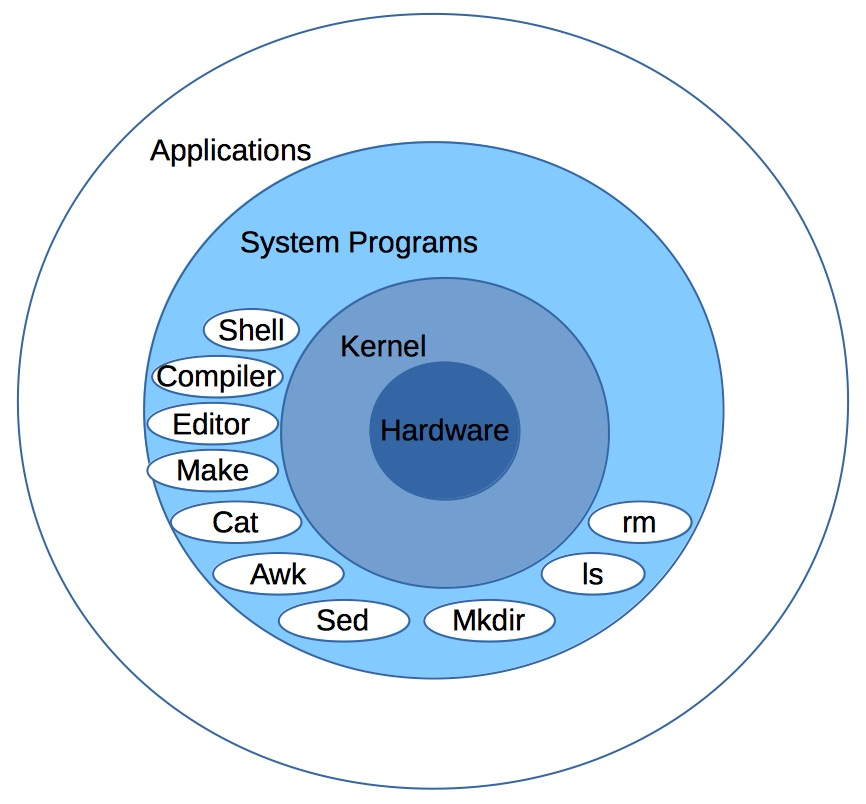 Applications
System Programs
Shell
Kernel
Compiler
Editor
Hardware
Make
Cat
rm
Awk
ls
Sed
Mkdir